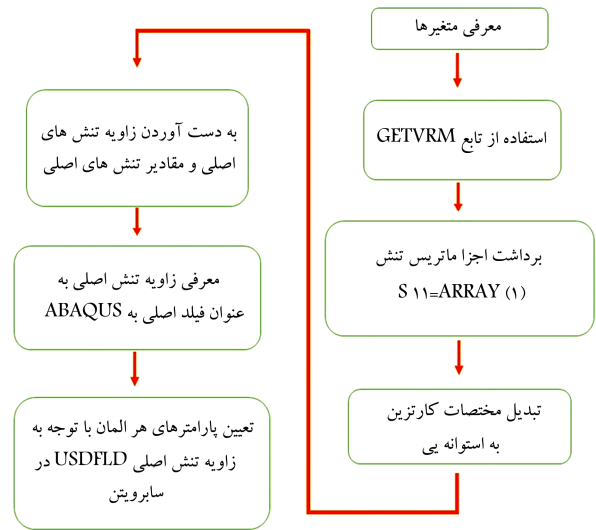 معرفی متغیرها
استفاده از تابع GETVRM
برداشت اجزا ماتریس تنش
S ۱۱=ARRAY (۱)
تبدیل مختصات کارتزین
به استوانه یی
به دست آوردن زاویه تنش های
اصلی و مقادیر تنش های اصلی
معرفی زاویه تنش اصلی به
عنوان فیلد اصلی به ABAQUS
تعیین پارامترهای هر المان با توجه به
زاویه تنش اصلی USDFLD در
سابرویتن